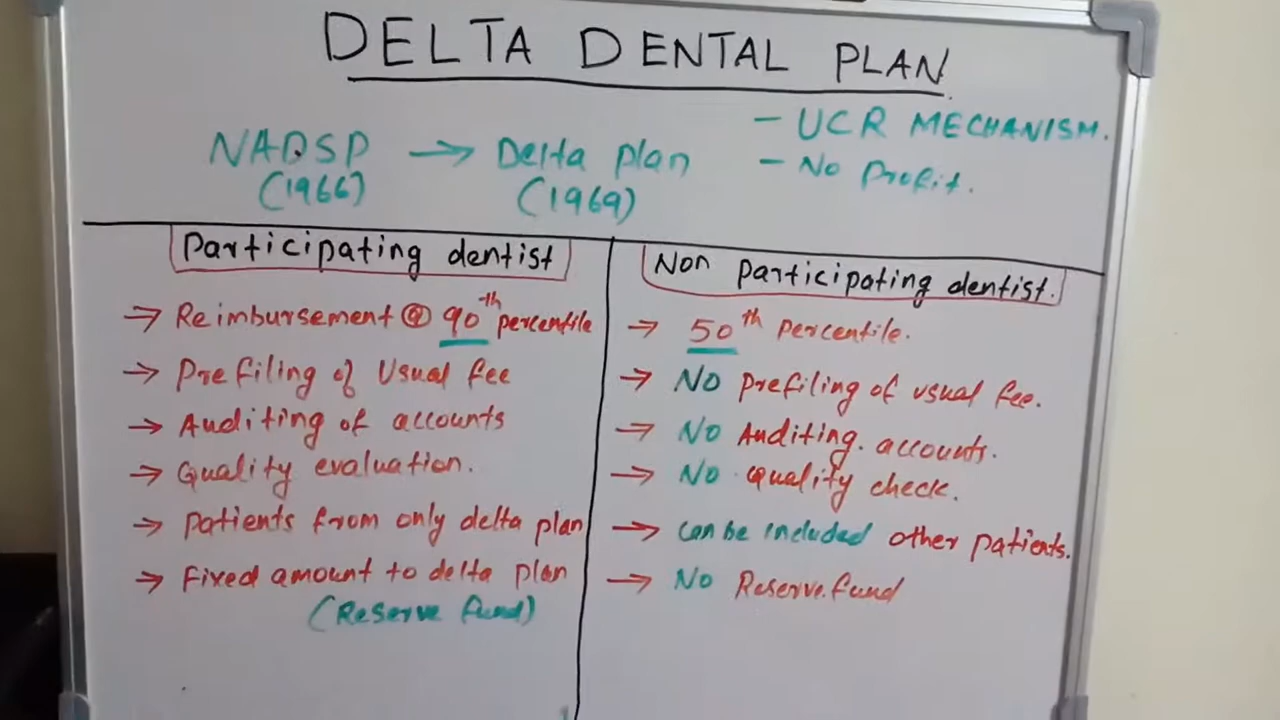 DELTA DENTAL PLAN
NADSP → Delta plan
(1966) (1969)
- UCR MECHANISM.
- No Profit.
Participating dentist
→ Reimbursement @ 90th percentile
→ Prefiling of Usual fee
→ Auditing of accounts
→ Quality evaluation.
→ Patients from only delta plan
→ Fixed amount to delta plan
(Reserve fund)
Non participating dentist.
→ 50th Percentile.
→ NO prefiling of usual fee.
→ NO Auditing. accounts.
→ NO quality check.
→ can be included other patients.
→ NO Reserve.fund